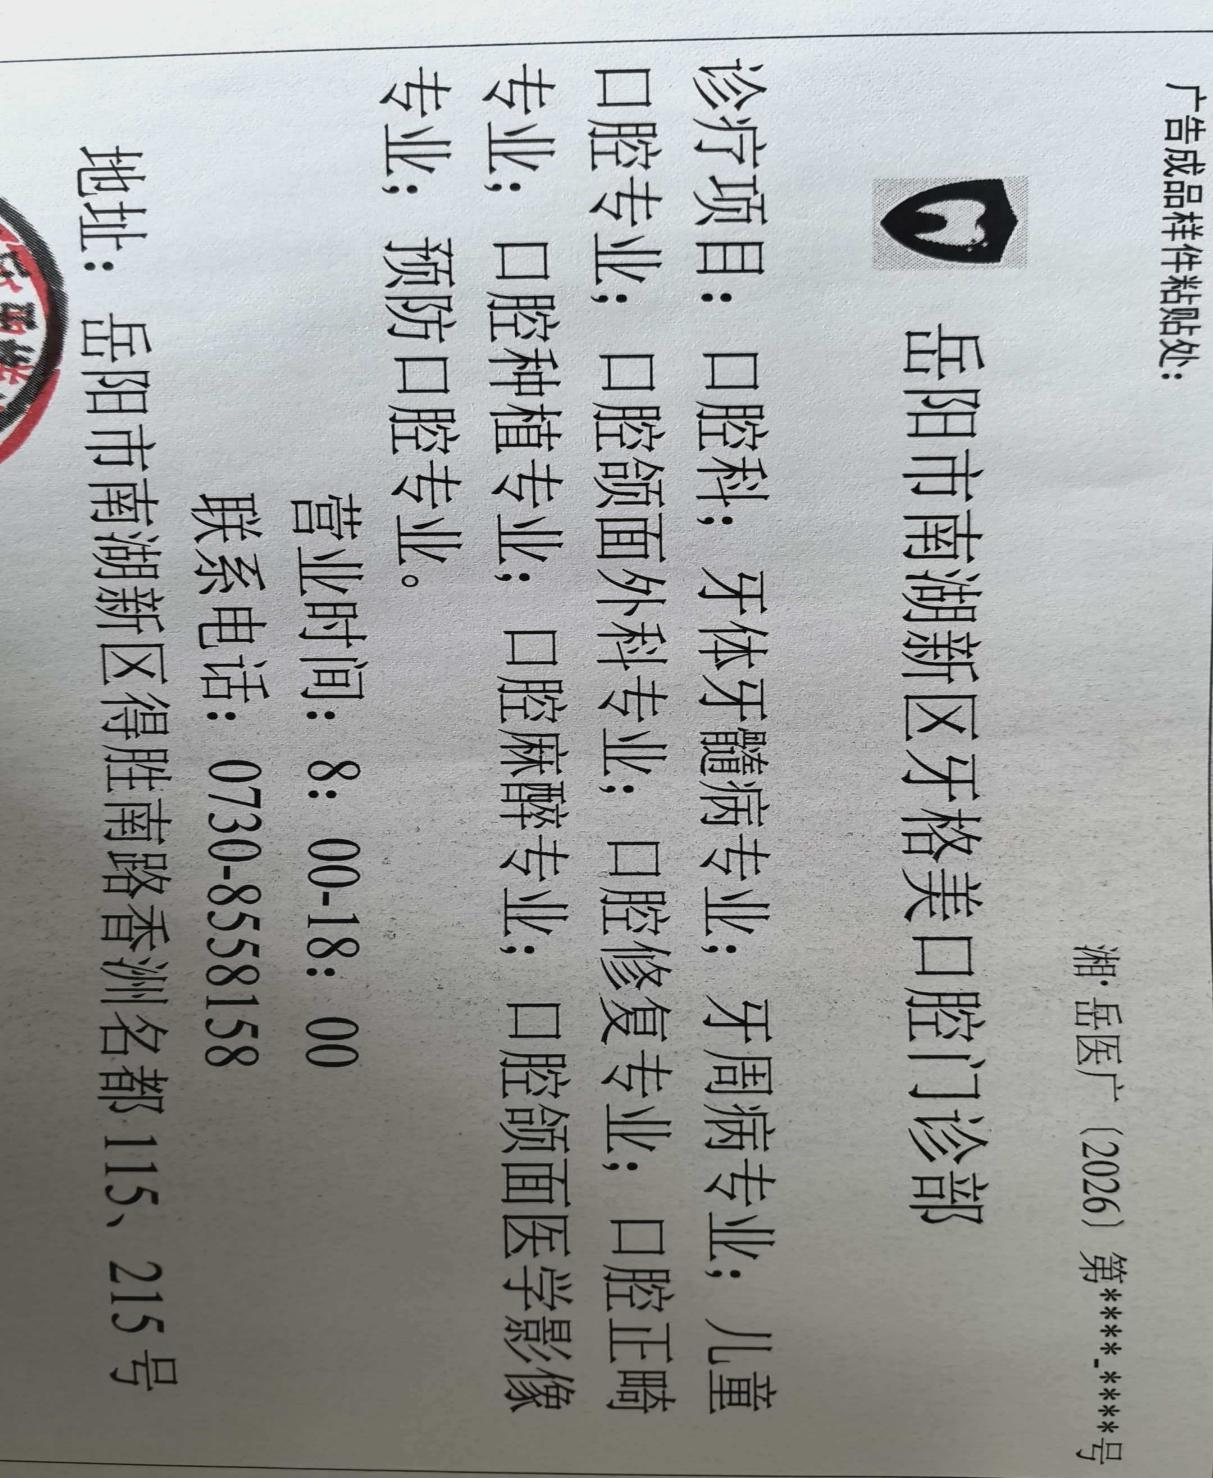 广告成品样件粘贴处：
湘·岳医广（2026）第****-****号
岳阳市南湖新区牙格美口腔门诊部
诊疗项目：口腔科；牙体牙髓病专业；牙周病专业；儿童
口腔专业；口腔颌面外科专业；口腔修复专业；口腔正畸
专业；口腔种植专业；口腔麻醉专业；口腔颌面医学影像
专业；预防口腔专业。
营业时间：8：00-18：00
联系电话：0730-8558158
地址：岳阳市南湖新区得胜南路香洲名都115、215号